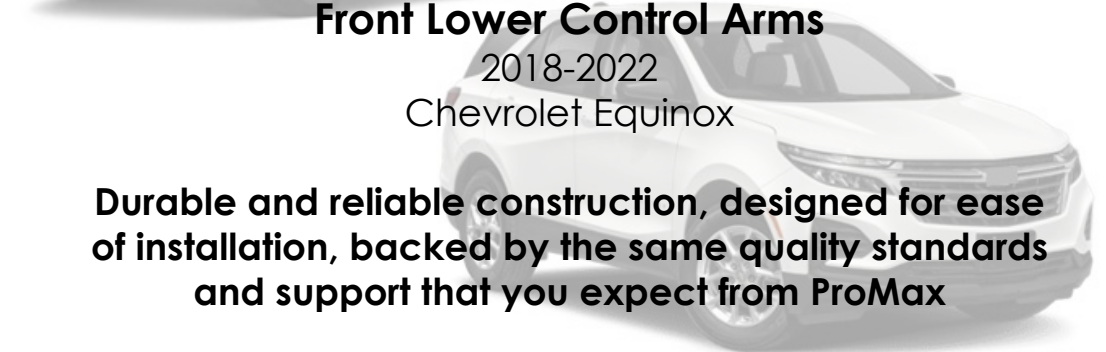 Front Lower Control Arms
2018-2022
Chevrolet Equinox
Durable and reliable construction, designed for ease
of installation, backed by the same quality standards
and support that you expect from ProMax